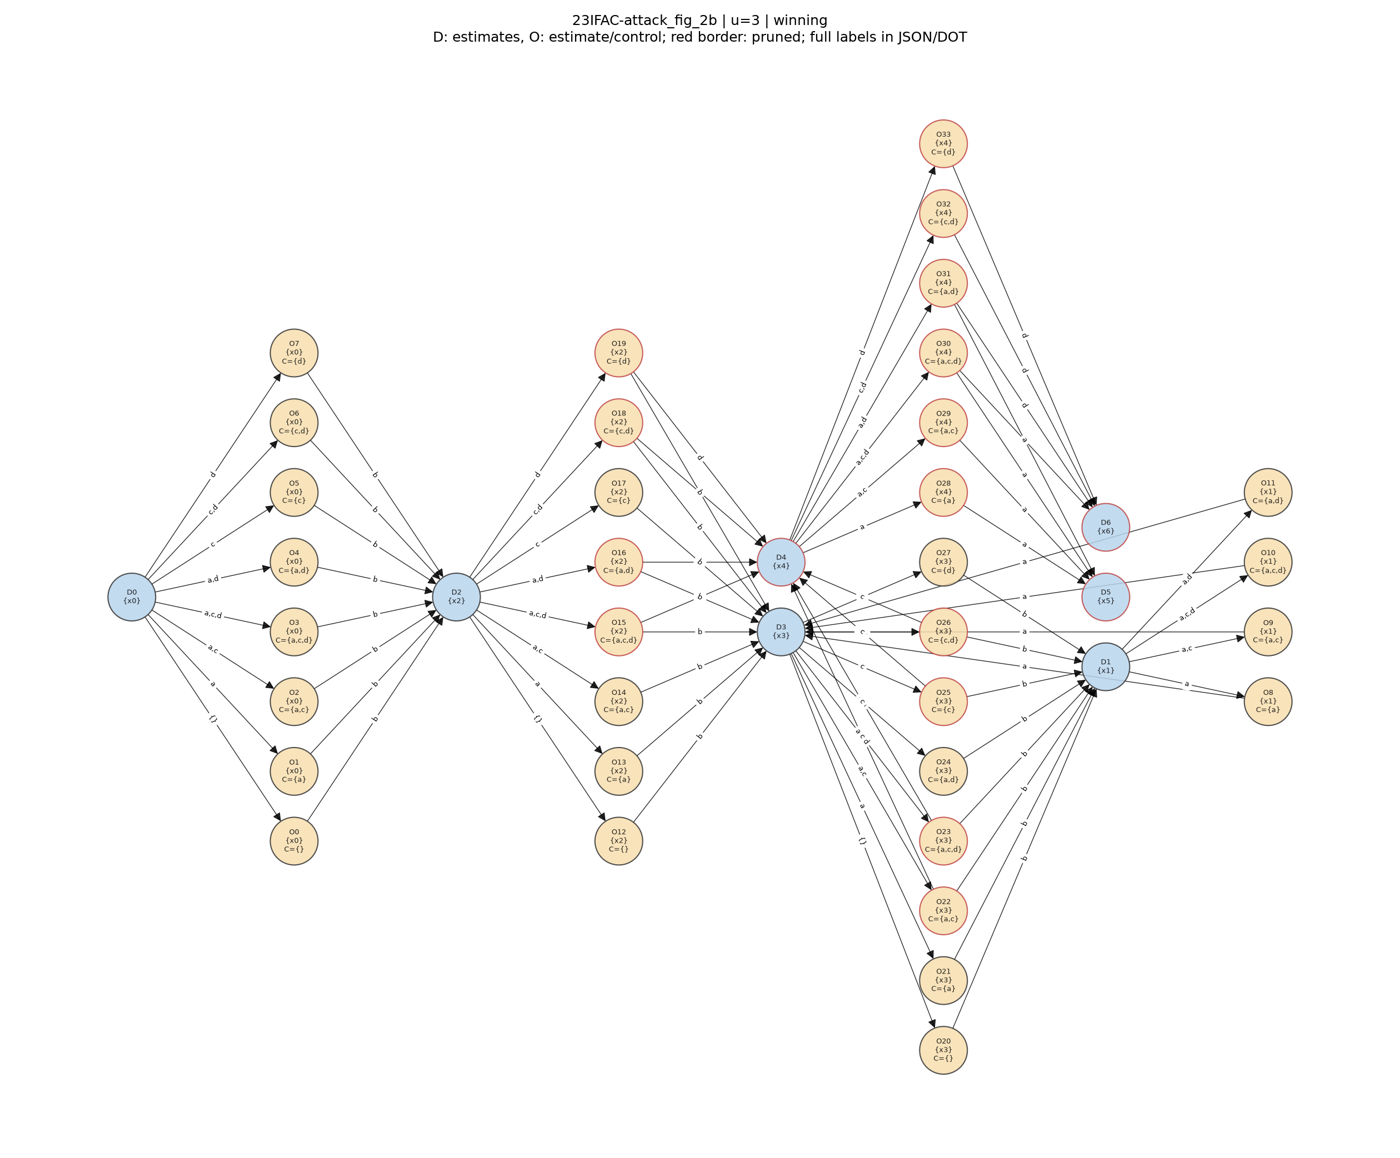 23IFAC-attack_fig_2b | u=3 | winning
D: estimates, O: estimate/control; red border: pruned; full labels in JSON/DOT
D0
{x0}
O7
{x0}
C={d}
O6
{x0}
C={c,d}
O5
{x0}
C={c}
O4
{x0}
C={a,d}
O3
{x0}
C={a,c,d}
O2
{x0}
C={a,c}
O1
{x0}
C={a}
O0
{x0}
C={}
d
c,d
c
a,d
a,c,d
a,c
a
{}
b
b
b
b
b
b
b
b
D2
{x2}
O19
{x2}
C={d}
O18
{x2}
C={c,d}
O17
{x2}
C={c}
O16
{x2}
C={a,d}
O15
{x2}
C={a,c,d}
O14
{x2}
C={a,c}
O13
{x2}
C={a}
O12
{x2}
C={}
d
c,d
c
a,d
a,c,d
a,c
a
{}
d
b
b
b
b
b
b
b
D4
{x4}
D3
{x3}
O33
{x4}
C={d}
O32
{x4}
C={c,d}
O31
{x4}
C={a,d}
O30
{x4}
C={a,c,d}
O29
{x4}
C={a,c}
O28
{x4}
C={a}
O27
{x3}
C={d}
O26
{x3}
C={c,d}
O25
{x3}
C={c}
O24
{x3}
C={a,d}
O23
{x3}
C={a,c,d}
O22
{x3}
C={a,c}
O21
{x3}
C={a}
O20
{x3}
C={}
d
c,d
a,d
a,c,d
a,c
a
c
c
c
c
a,c
a
{}
d
d
d
a
a
a
a
a
a
b
b
a
b
a
b
b
b
b
b
b
D6
{x6}
D5
{x5}
D1
{x1}
O11
{x1}
C={a,d}
O10
{x1}
C={a,c,d}
O9
{x1}
C={a,c}
O8
{x1}
C={a}
a,d
a,c,d
a,c
a